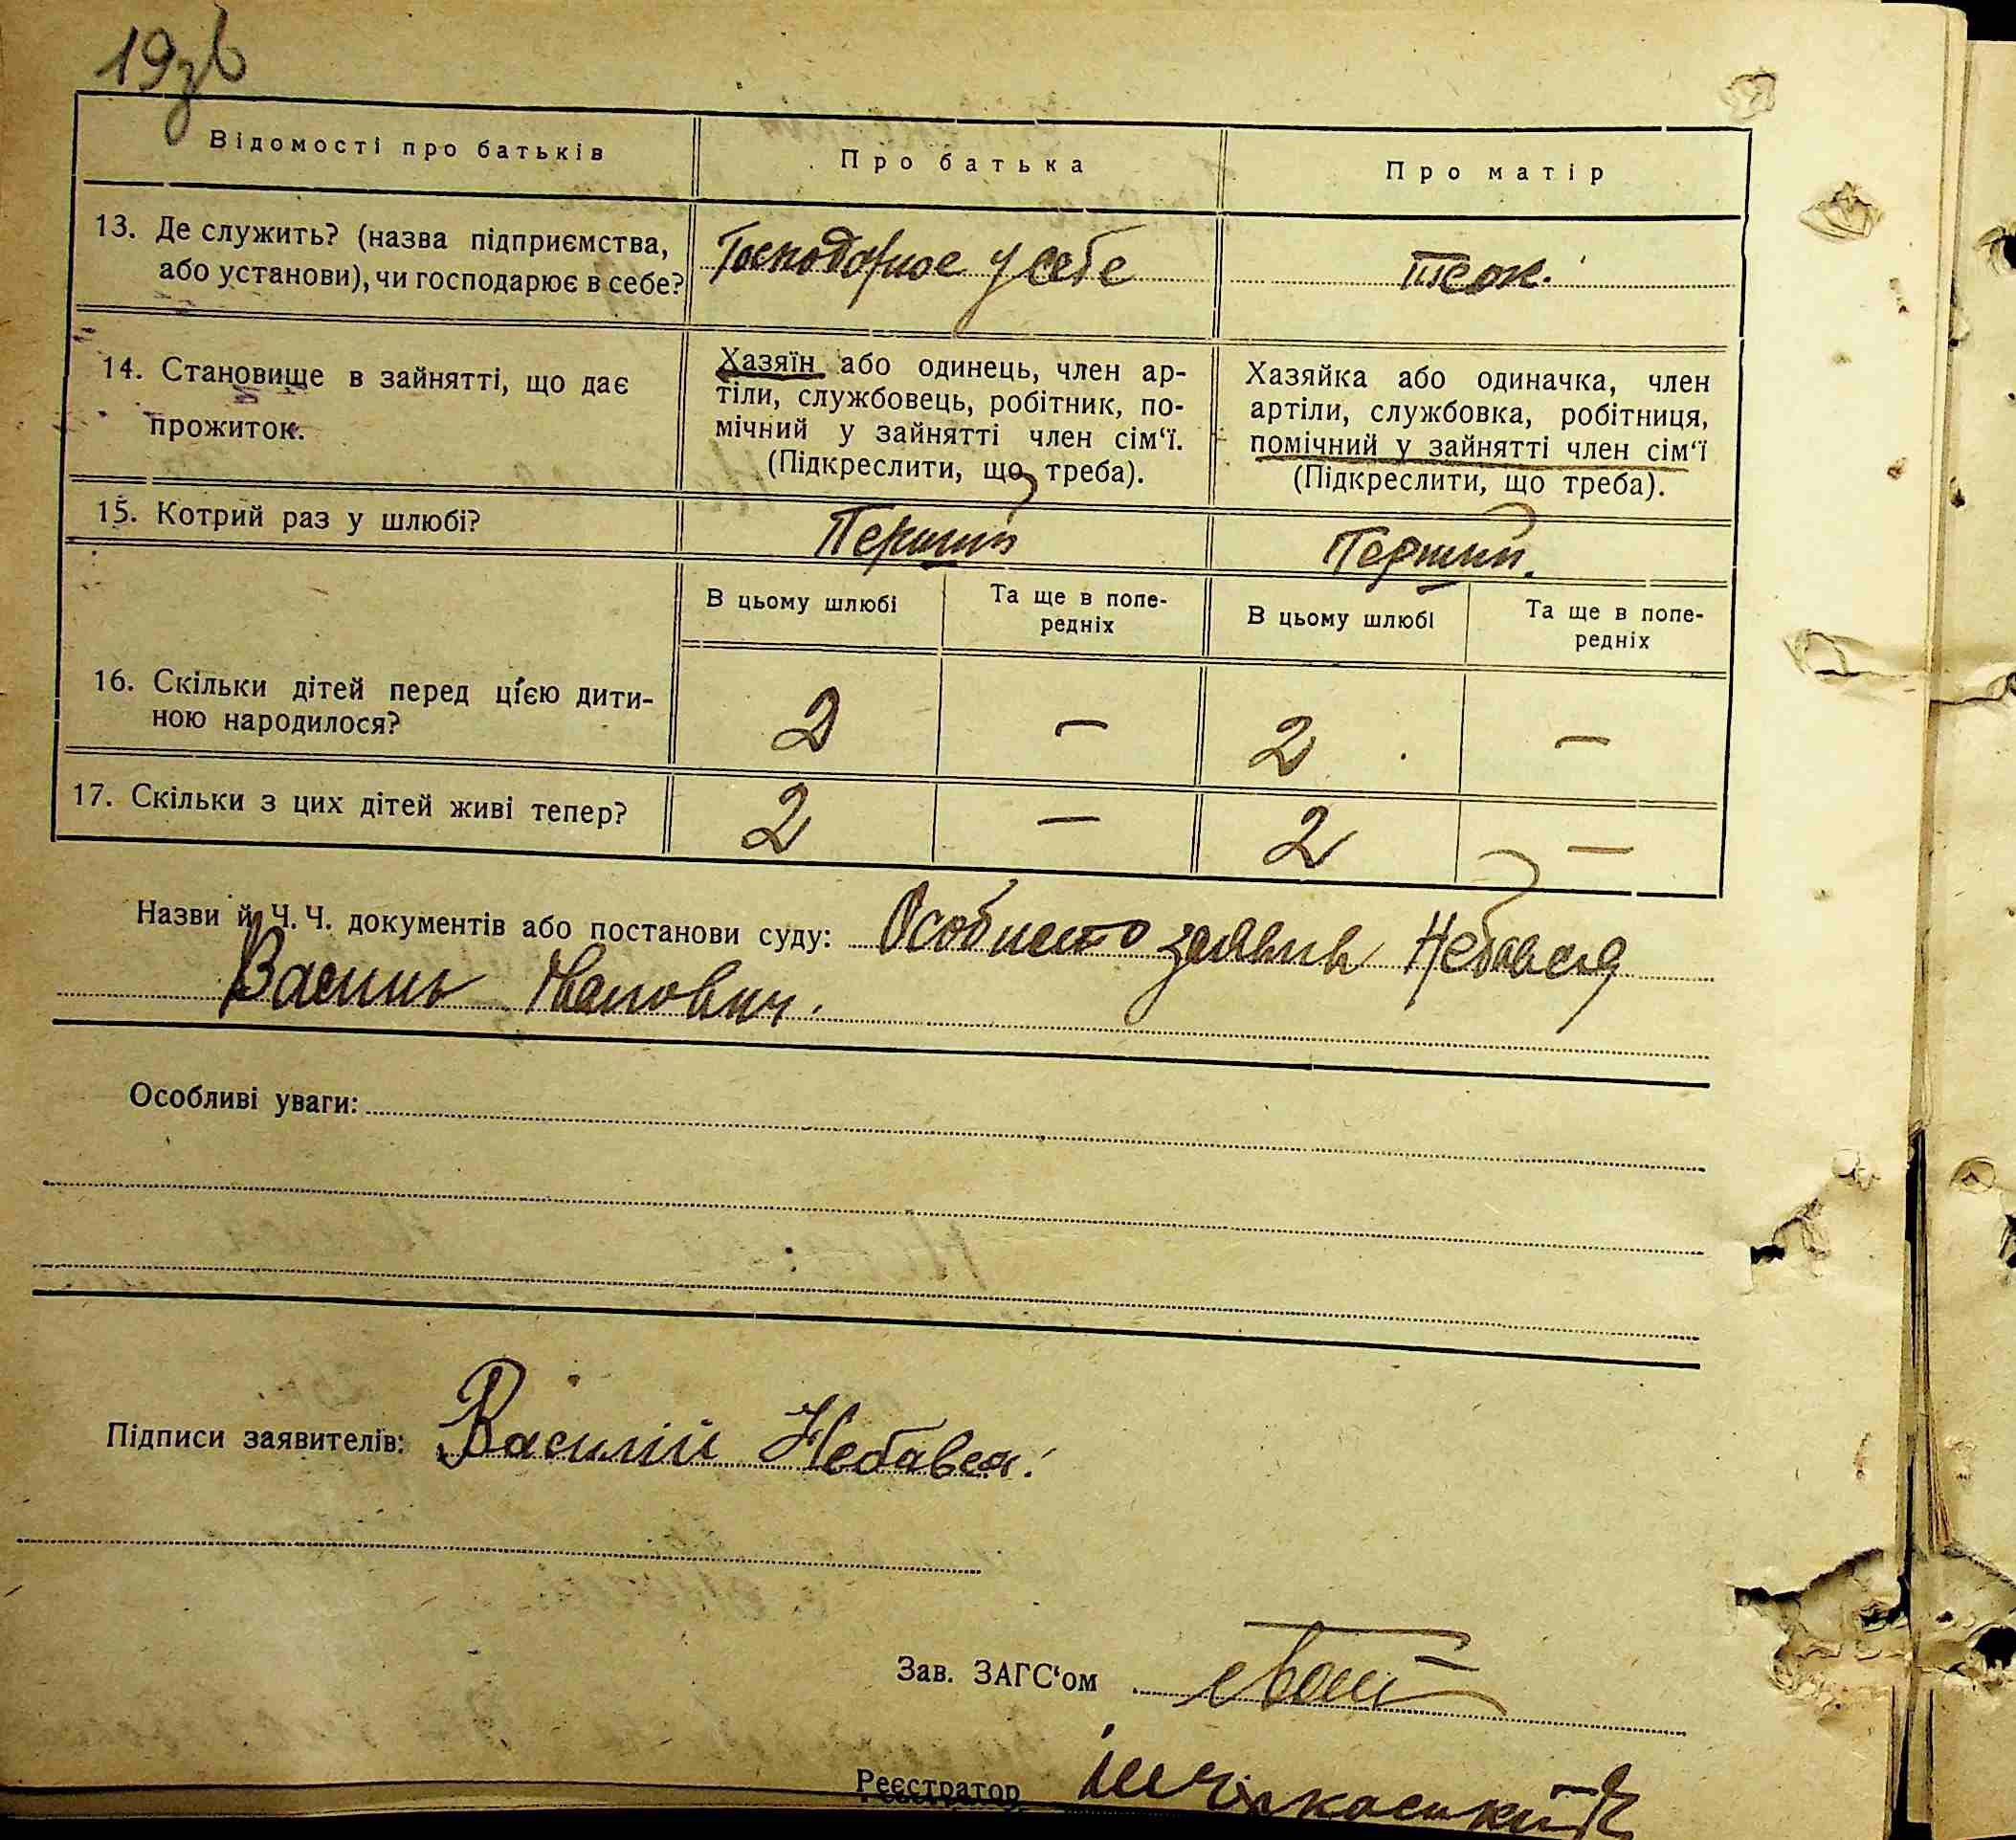 19зв
Відомості про батьків
Про батька
Про матір
13. Де служить? (назва підприємства,
або установи), чи господарює в себе?
Господарює у себе
теж.
14. Становище в зайнятті, що дає
прожиток.
Хазяїн або одинець, член ар-
тіли, службовець, робітник, по-
мічний у зайнятті член сім‘ї.
(Підкреслити, що треба).
Хазяйка або одиначка, член
артіли, службовка, робітниця,
помічний у зайнятті член сім‘ї
(Підкреслити, що треба).
15. Котрий раз у шлюбі?
Перший
Перший.
В цьому шлюбі
Та ще в попе-
редніх
В цьому шлюбі
Та ще в попе-
редніх
16. Скільки дітей перед цією дити-
ною народилося?
2
—
2
—
17. Скільки з цих дітей живі тепер?
2
—
2
—
Назви й Ч. Ч. документів або постанови суду: Особисто заявив
Василь Іванович.
Особливі уваги:
Підписи заявителів: Василій
Зав. ЗАГС‘ом
Реєстратор